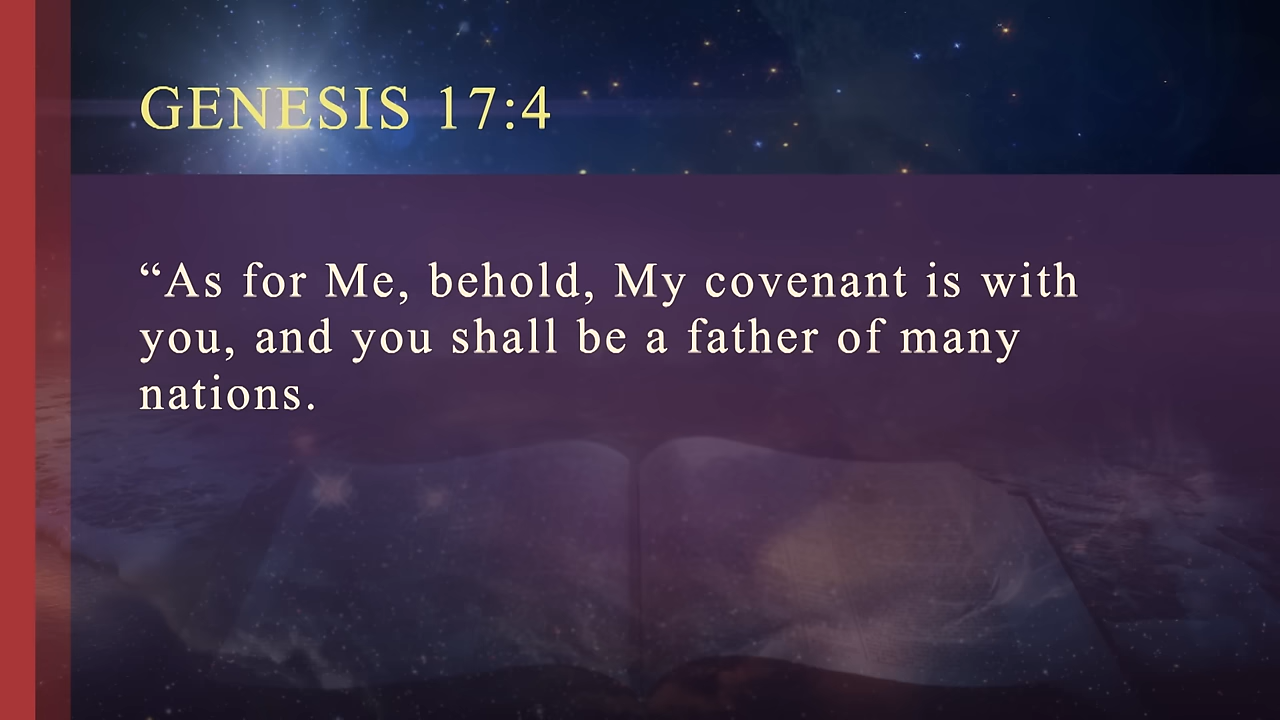 GENESIS 17:4
“As for Me, behold, My covenant is with
you, and you shall be a father of many
nations.